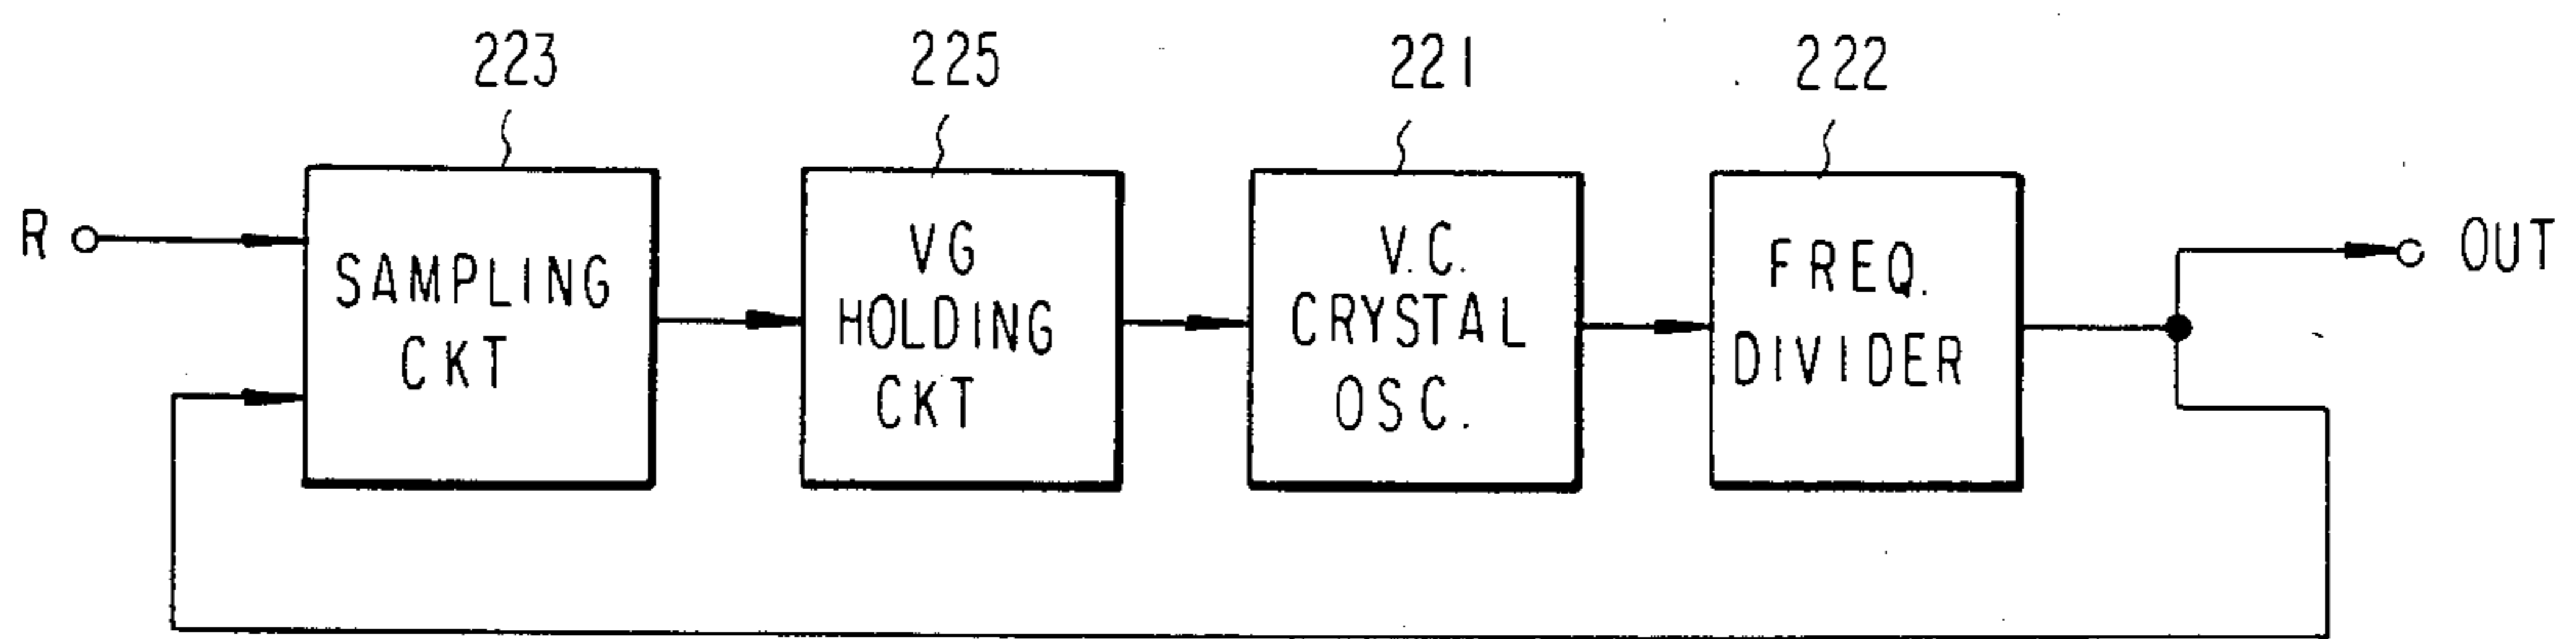 223
225
221
222
R
SAMPLING
CKT
VG
HOLDING
CKT
V.C.
CRYSTAL
OSC.
FREQ.
DIVIDER
OUT